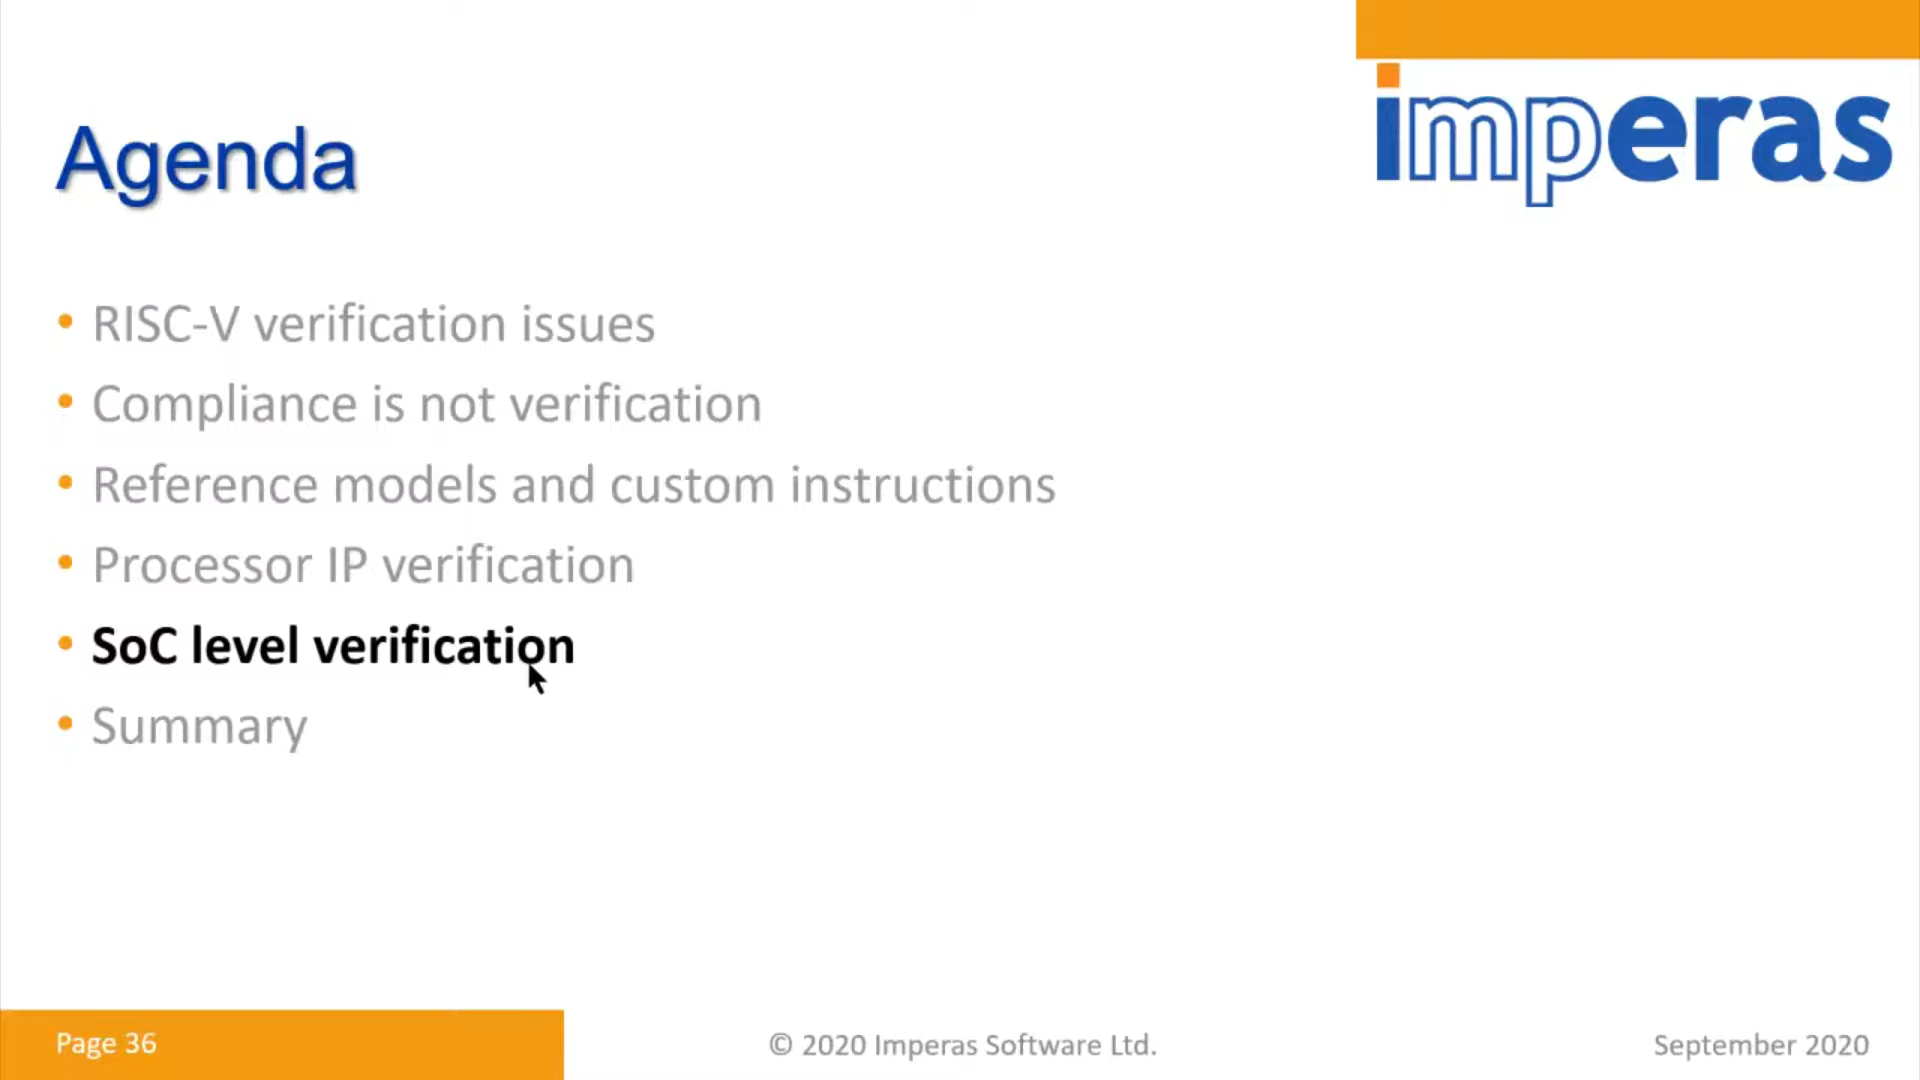 imperas
Agenda
• RISC-V verification issues
• Compliance is not verification
• Reference models and custom instructions
• Processor IP verification
• SoC level verification
• Summary
Page 36
© 2020 Imperas Software Ltd.
September 2020